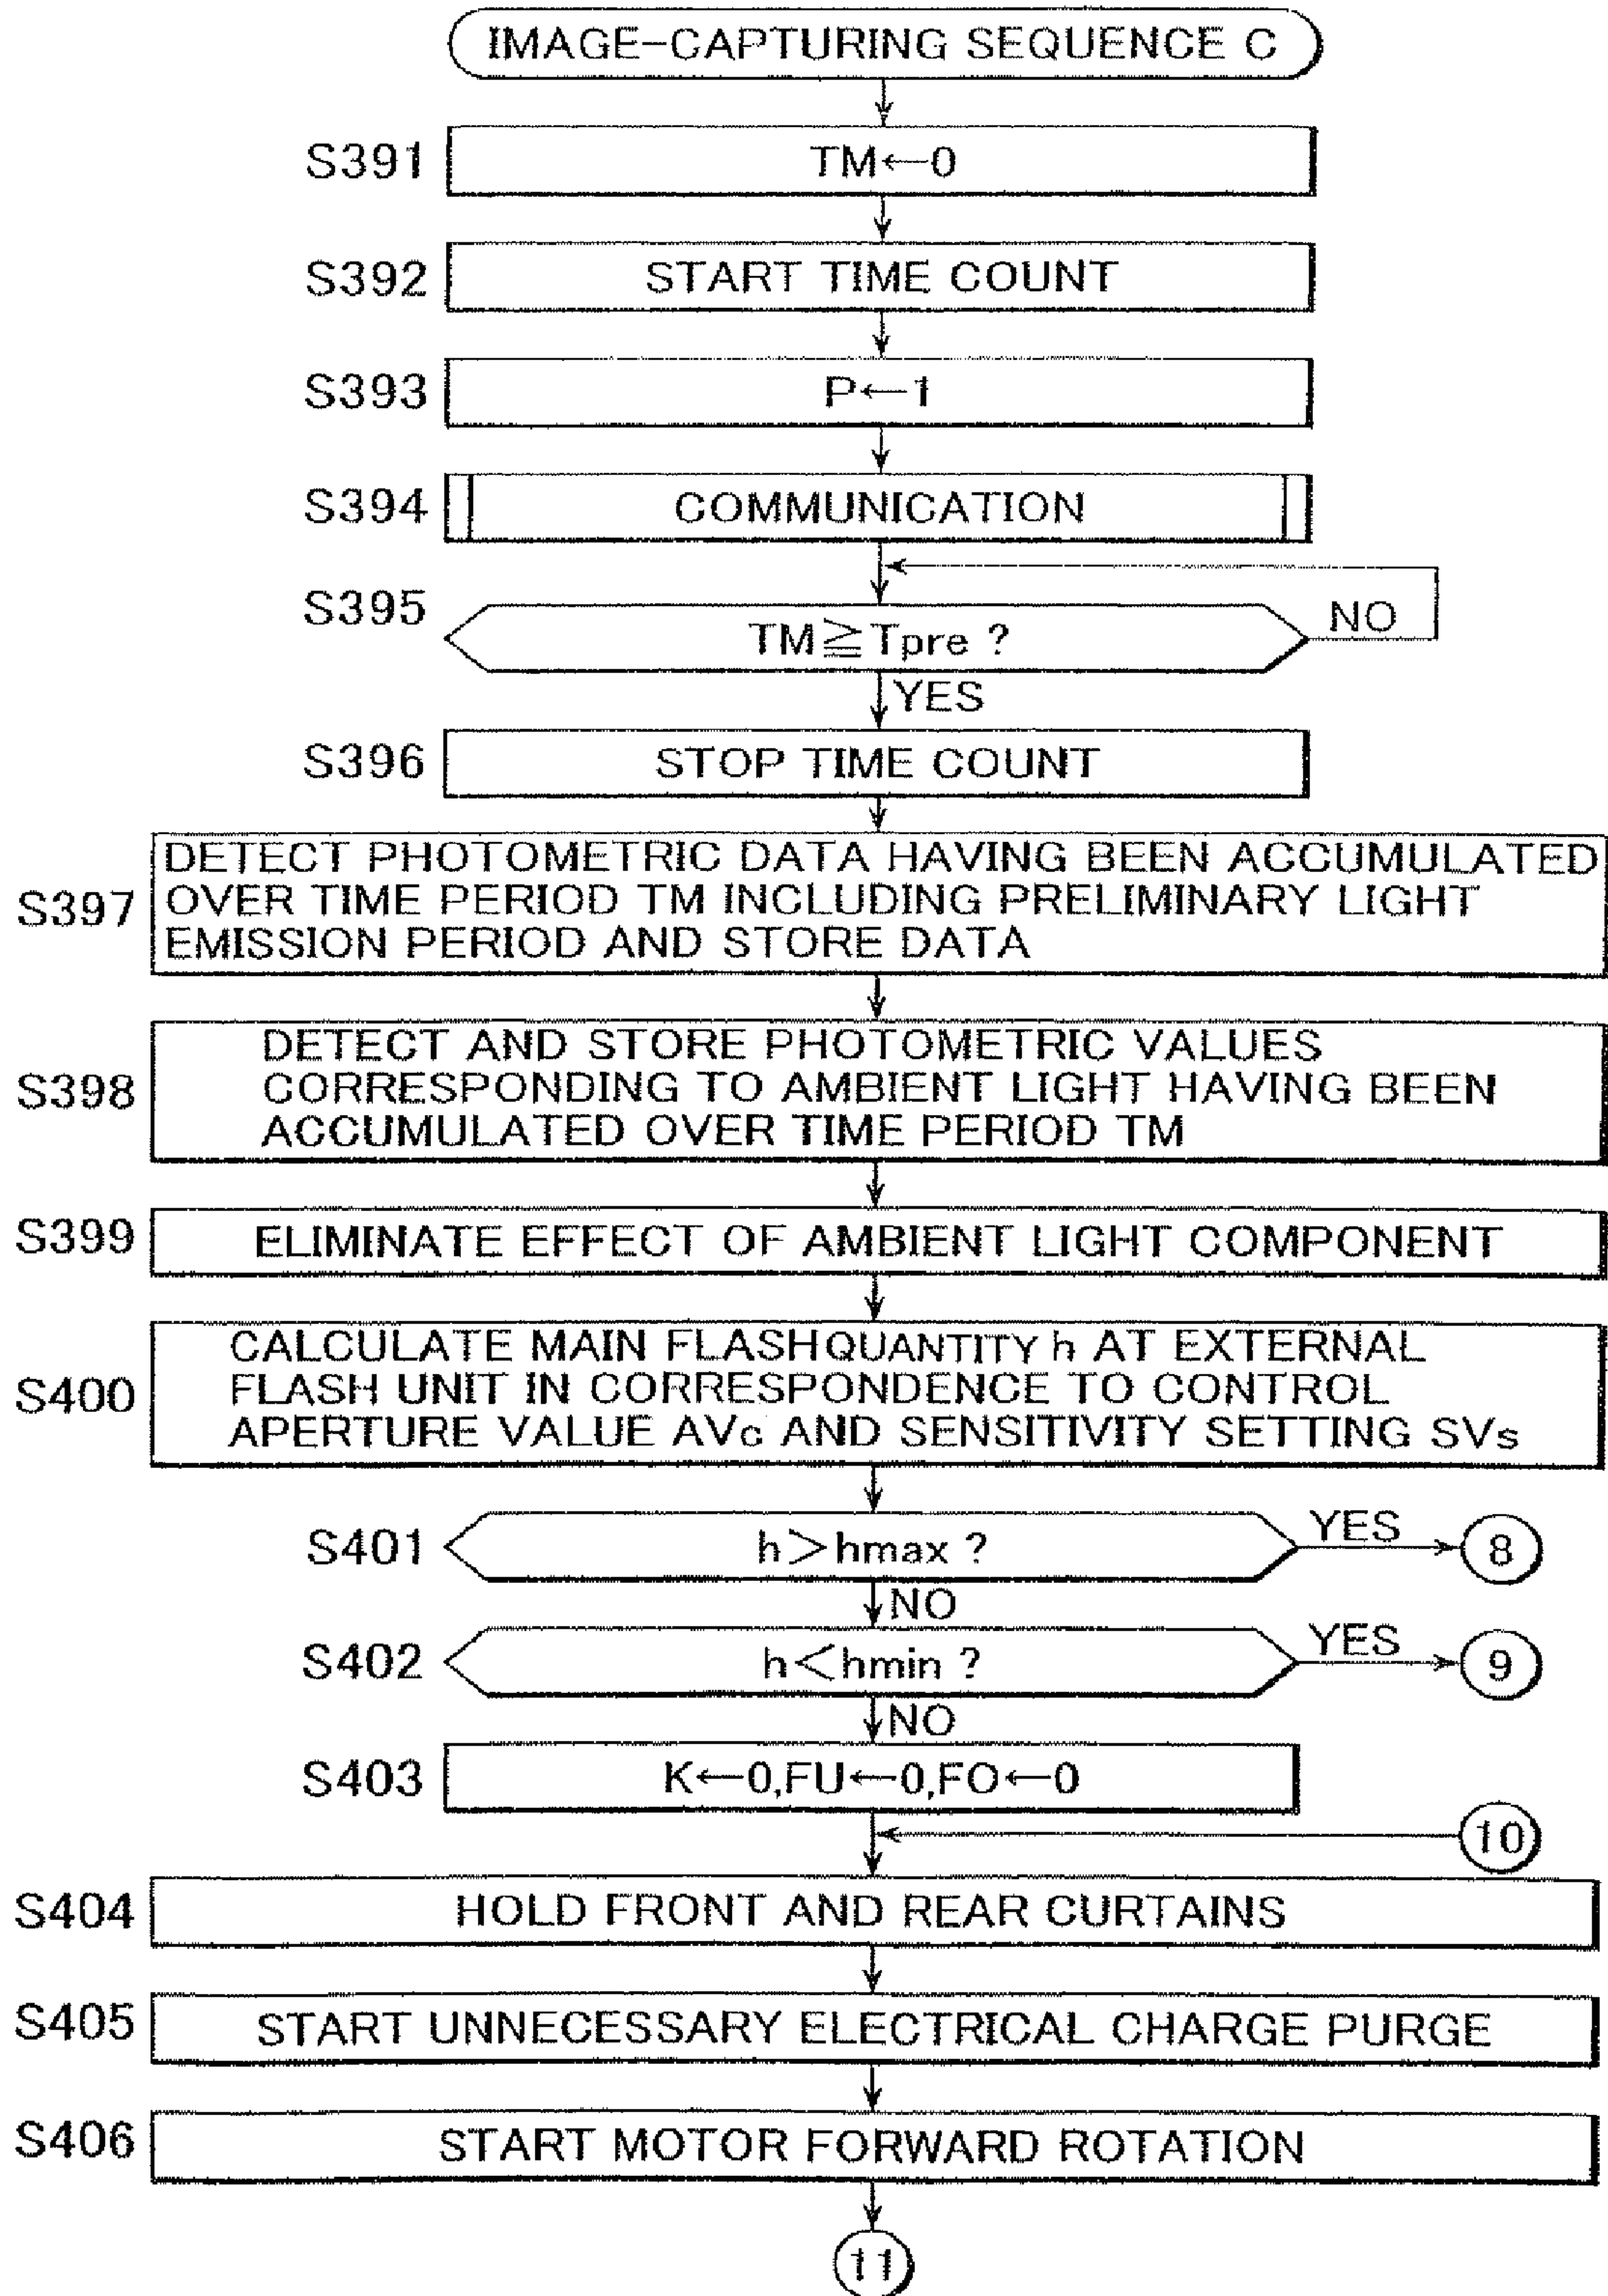 IMAGE-CAPTURING SEQUENCE C
S391
TM←0
S392
START TIME COUNT
S393
P←1
S394
COMMUNICATION
S395
TM≧Tpre ?
NO
YES
S396
STOP TIME COUNT
S397
DETECT PHOTOMETRIC DATA HAVING BEEN ACCUMULATED
OVER TIME PERIOD TM INCLUDING PRELIMINARY LIGHT
EMISSION PERIOD AND STORE DATA
S398
DETECT AND STORE PHOTOMETRIC VALUES
CORRESPONDING TO AMBIENT LIGHT HAVING BEEN
ACCUMULATED OVER TIME PERIOD TM
S399
ELIMINATE EFFECT OF AMBIENT LIGHT COMPONENT
S400
CALCULATE MAIN FLASH QUANTITY h AT EXTERNAL
FLASH UNIT IN CORRESPONDENCE TO CONTROL
APERTURE VALUE AVc AND SENSITIVITY SETTING SVs
S401
h>hmax ?
YES
8
NO
S402
h<hmin ?
YES
9
NO
S403
K←0,FU←0,FO←0
10
S404
HOLD FRONT AND REAR CURTAINS
S405
START UNNECESSARY ELECTRICAL CHARGE PURGE
S406
START MOTOR FORWARD ROTATION
11